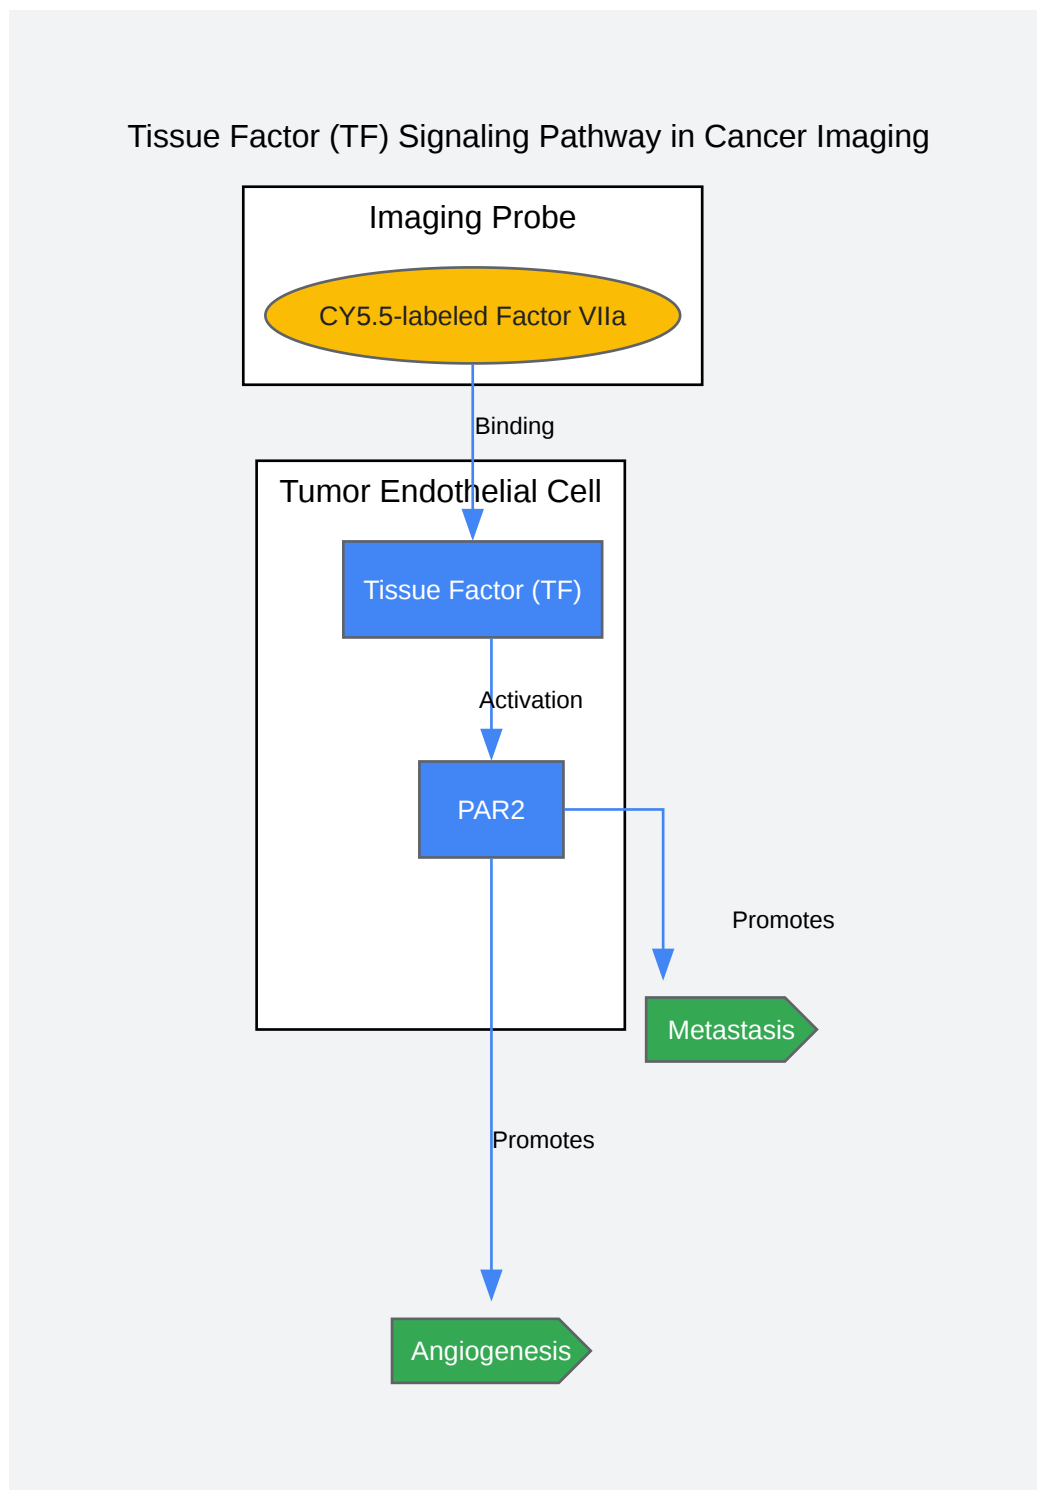 Tissue Factor (TF) Signaling Pathway in Cancer Imaging
Imaging Probe
CY5.5-labeled Factor VIIa
Binding
Tumor Endothelial Cell
Tissue Factor (TF)
Activation
PAR2
Promotes
Metastasis
Promotes
Angiogenesis